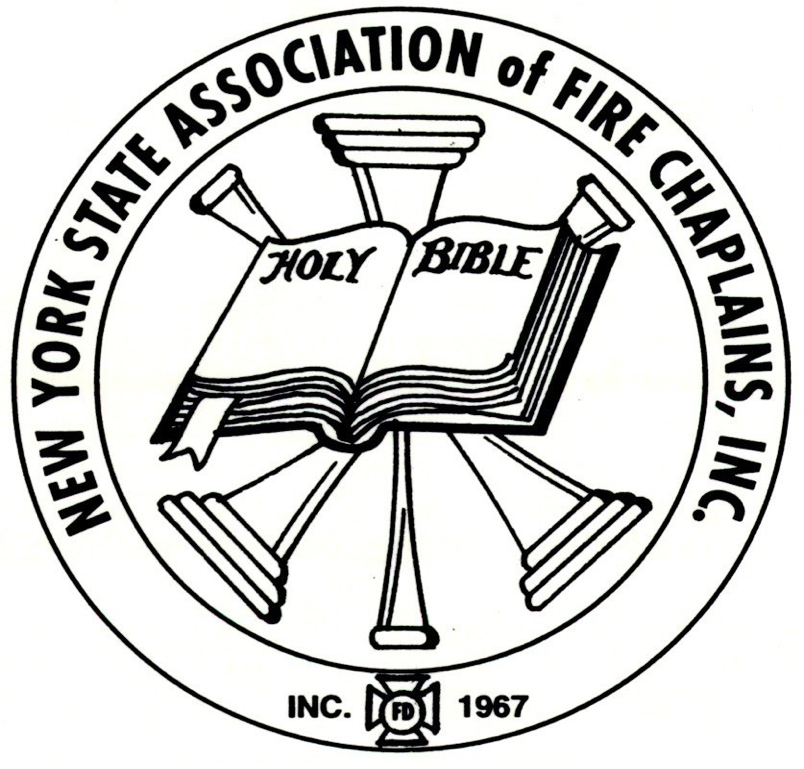 NEW YORK STATE ASSOCIATION of FIRE CHAPLAINS, INC.
HOLY BIBLE
INC. FD 1967